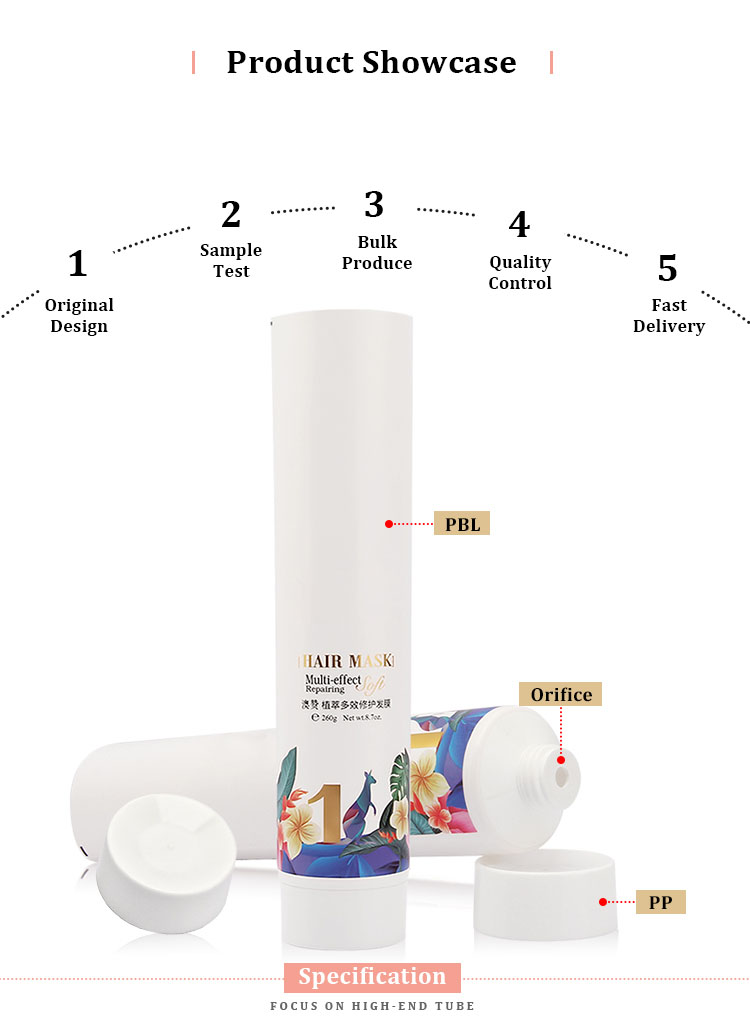 Product Showcase
1
Original
Design
2
Sample
Test
3
Bulk
Produce
4
Quality
Control
5
Fast
Delivery
PBL
HAIR MASK
Multi-effect
Repairing
Soft
澳赞 植萃多效修护发膜
℮ 260g Net wt.8.7oz.
1
Orifice
PP
Specification
FOCUS ON HIGH-END TUBE